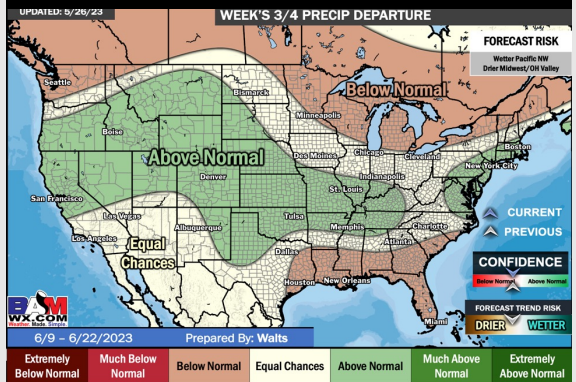 UPDATED: 5/26/23
WEEK'S 3/4 PRECIP DEPARTURE
FORECAST RISK
Wetter Pacific NW
Drier Midwest/OH Valley
Seattle
Bismarck
Below Normal
Minneapolis
Boise
Boston
Above Normal
Des Moines
Chicago
Cleveland
New York City
Denver
Indianapolis
St. Louis
San Francisco
Las Vegas
Tulsa
Memphis
Charlotte
CURRENT
Los Angeles
Albuquerque
Atlanta
PREVIOUS
Equal
Chances
Dallas
CONFIDENCE
Below Normal
Above Normal
Houston
New Orleans
BAM
WX.COM
Weather. Made. Simple.
Miami
FORECAST TREND RISK
DRIER
WETTER
6/9 – 6/22/2023
Prepared By: Walts
Extremely
Below Normal
Much Below
Normal
Below Normal
Equal Chances
Above Normal
Much Above
Normal
Extremely
Above Normal